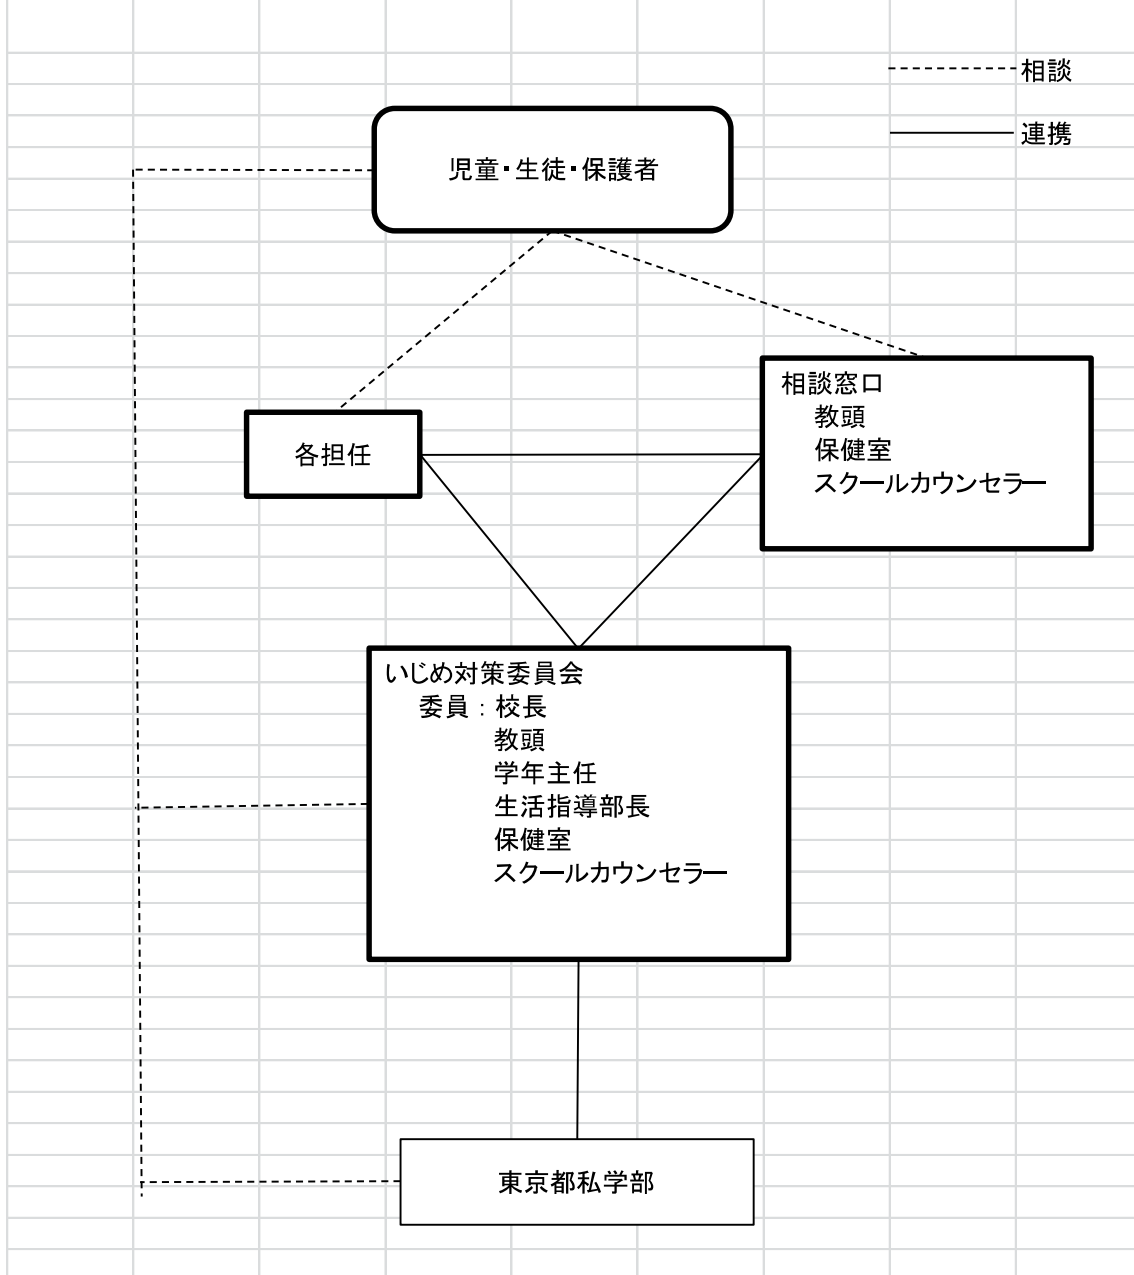 相談
連携
児童・生徒・保護者
相談窓口
教頭
保健室
スクールカウンセラー
各担任
いじめ対策委員会
委員：校長
教頭
学年主任
生活指導部長
保健室
スクールカウンセラー
東京都私学部